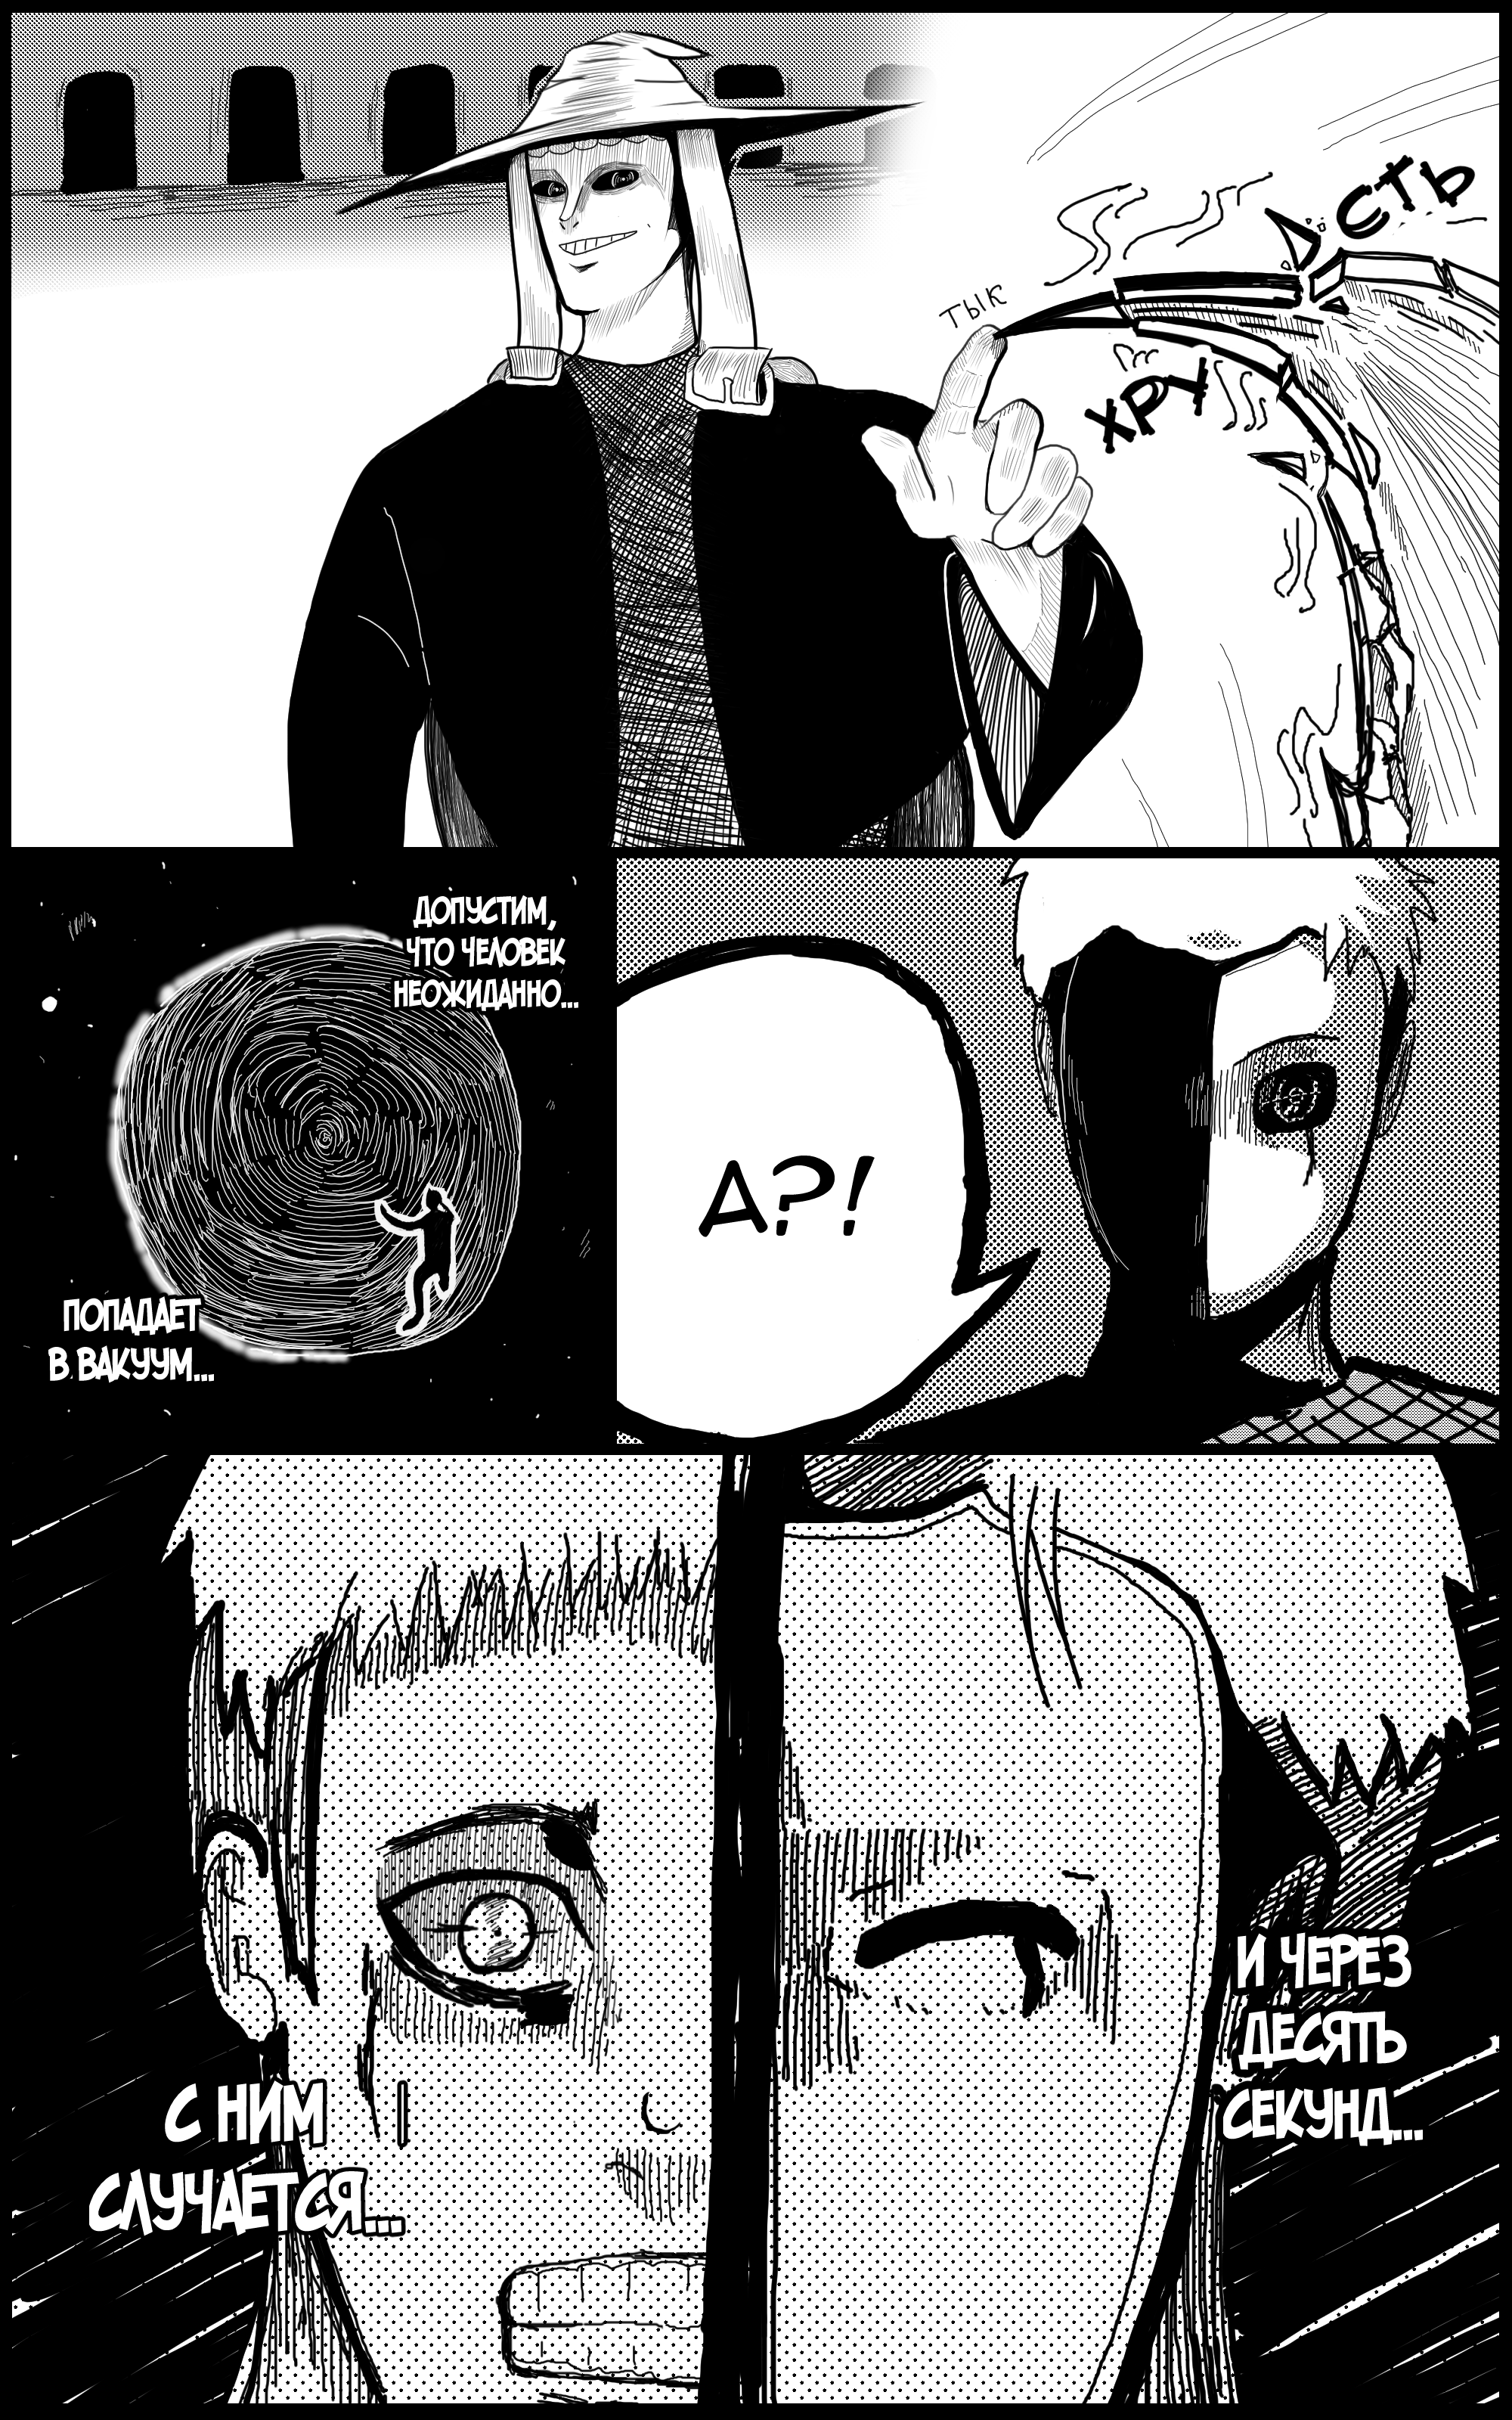 ТЫК
ХРУ
СТЬ
ДОПУСТИМ,
ЧТО ЧЕЛОВЕК
НЕОЖИДАННО...
ПОПАДАЕТ
В ВАКУУМ...
А?!
И ЧЕРЕЗ
ДЕСЯТЬ
СЕКУНД...
С НИМ
СЛУЧАЕТСЯ...